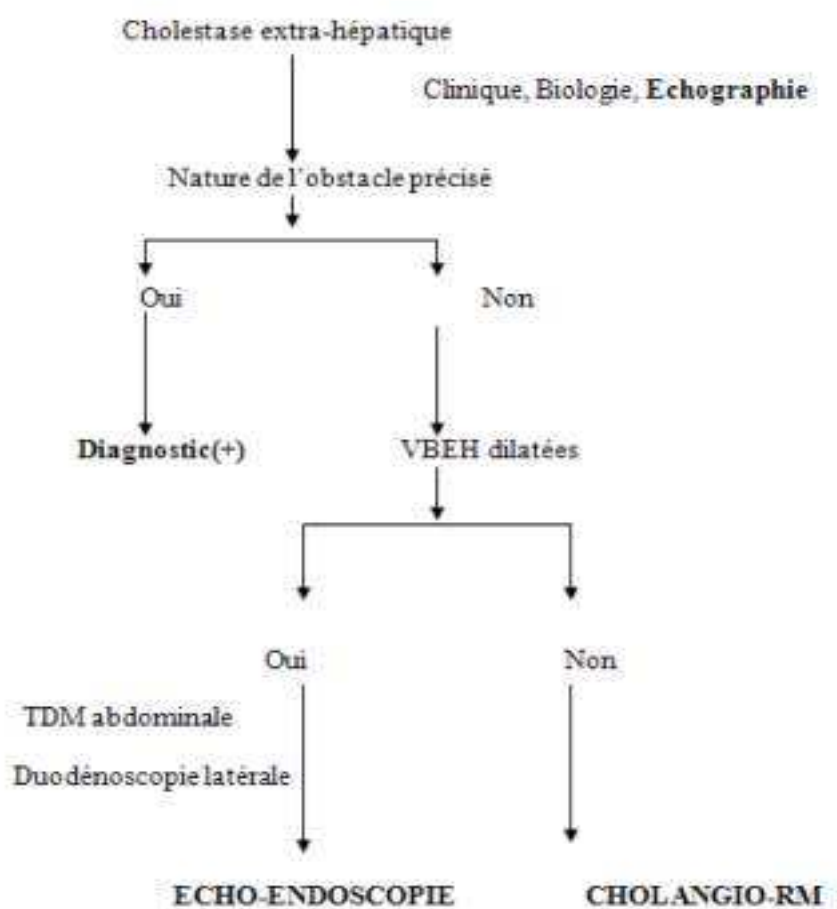 Cholestase extra-hépatique
Clinique, Biologie, Echographie
Nature de l'obstacle précisé
Oui
Non
Diagnostic(+)
VBEH dilatées
Oui
Non
TDM abdominale
Duodénoscopie latérale
ECHO-ENDOSCOPIE
CHOLANGIO-RM